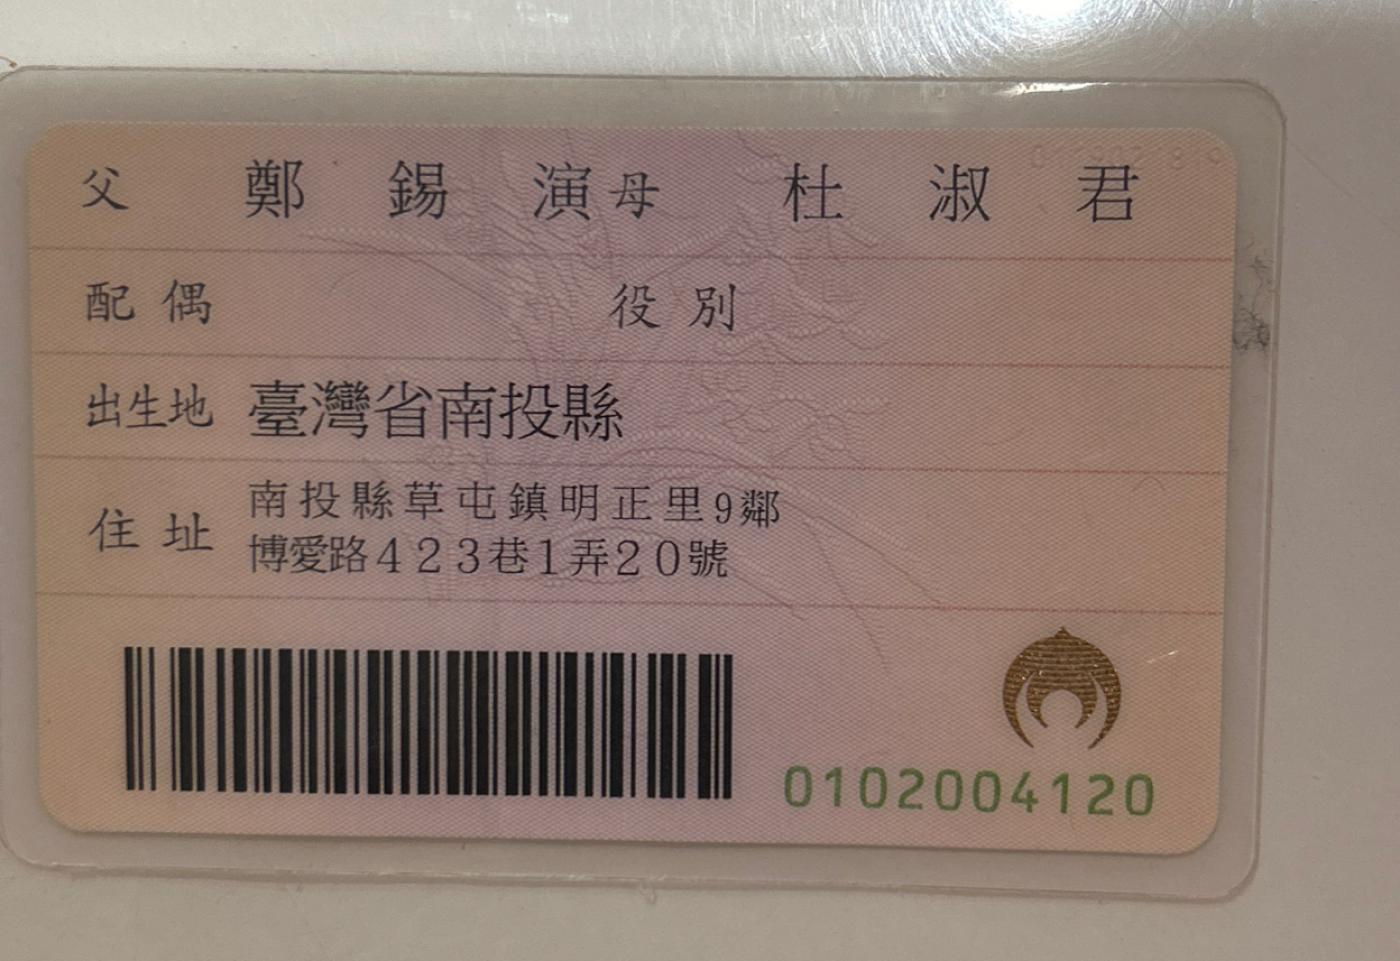 父 鄭錫演 母 杜淑君
配偶 役別
出生地 臺灣省南投縣
住址 南投縣草屯鎮明正里9鄰
博愛路423巷1弄20號
0102004120